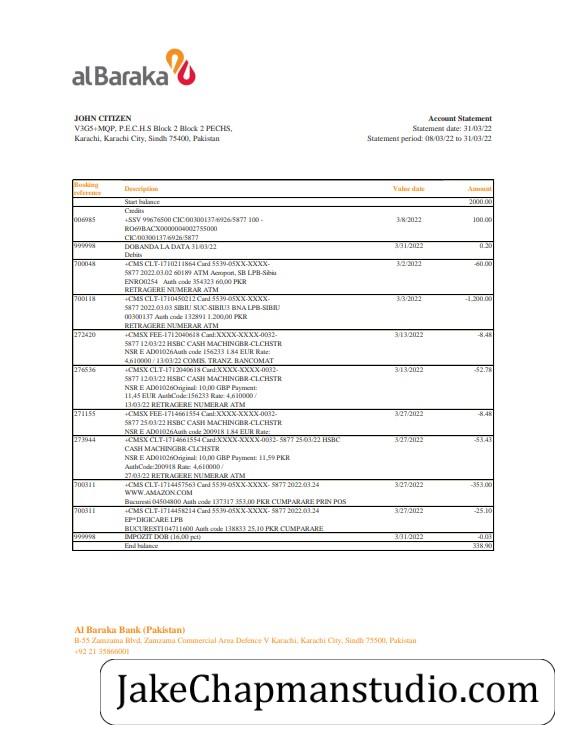 al Baraka
JOHN CITIZEN
V3G5+MQP, P.E.C.H.S Block 2 Block 2 PECHS,
Karachi, Karachi City, Sindh 75400, Pakistan
Account Statement
Statement date: 31/03/22
Statement period: 08/03/22 to 31/03/22
Booking reference Description Value date Amount
Start balance 2000.00
Credits
006985 +SSV 99676500 CIC/00300137/6926/5877 100 - 3/8/2022 100.00
RO69BACX0000004002755000
CIC/00300137/6926/5877
999998 DOBANDA LA DATA 31/03/22 3/31/2022 0.20
Debits
700048 +CMS CLT-1710211864 Card 5539-05XX-XXXX- 3/2/2022 -60.00
5877 2022.03.02 60189 ATM Aeroport, SB LPB-Sibiu
ENRO0254 Auth code 354323 60,00 PKR
RETRAGERE NUMERAR ATM
700118 +CMS CLT-1710450212 Card 5539-05XX-XXXX- 3/3/2022 -1,200.00
5877 2022.03.03 SIBIU SUC-SIBIU3 BNA LPB-SIBIU
00300137 Auth code 132891 1.200,00 PKR
RETRAGERE NUMERAR ATM
272420 +CMSX FEE-1712040618 Card:XXXX-XXXX-0032- 3/13/2022 -8.48
5877 12/03/22 HSBC CASH MACHINGBR-CLCHSTR
NSR E AD01026Auth code 156233 1.84 EUR Rate:
4,610000 / 13/03/22 COMIS. TRANZ. BANCOMAT
276536 +CMSX CLT-1712040618 Card:XXXX-XXXX-0032- 3/13/2022 -52.78
5877 12/03/22 HSBC CASH MACHINGBR-CLCHSTR
NSR E AD01026Original: 10,00 GBP Payment:
11,45 EUR AuthCode:156233 Rate: 4,610000 /
13/03/22 RETRAGERE NUMERAR ATM
271155 +CMSX FEE-1714661554 Card:XXXX-XXXX-0032- 3/27/2022 -8.48
5877 25/03/22 HSBC CASH MACHINGBR-CLCHSTR
NSR E AD01026Auth code 200918 1.84 EUR Rate:
273944 +CMSX CLT-1714661554 Card:XXXX-XXXX-0032- 5877 25/03/22 HSBC 3/27/2022 -53.43
CASH MACHINGBR-CLCHSTR
NSR E AD01026Original: 10,00 GBP Payment: 11,59 PKR
AuthCode:200918 Rate: 4,610000 /
27/03/22 RETRAGERE NUMERAR ATM
700311 +CMS CLT-1714457563 Card 5539-05XX-XXXX- 5877 2022.03.24 3/27/2022 -353.00
WWW.AMAZON.COM
Bucuresti 04504800 Auth code 137317 353,00 PKR CUMPARARE PRIN POS
700311 +CMS CLT-1714458214 Card 5539-05XX-XXXX- 5877 2022.03.24 3/27/2022 -25.10
EP*DIGICARE LPB
BUCURESTI 04711600 Auth code 138833 25,10 PKR CUMPARARE
999998 IMPOZIT DOB (16,00 pct) 3/31/2022 -0.03
End balance 338.90
Al Baraka Bank (Pakistan)
B-55 Zamzama Blvd, Zamzama Commercial Area Defence V Karachi, Karachi City, Sindh 75500, Pakistan
+92 21 35866001
JakeChapmanstudio.com